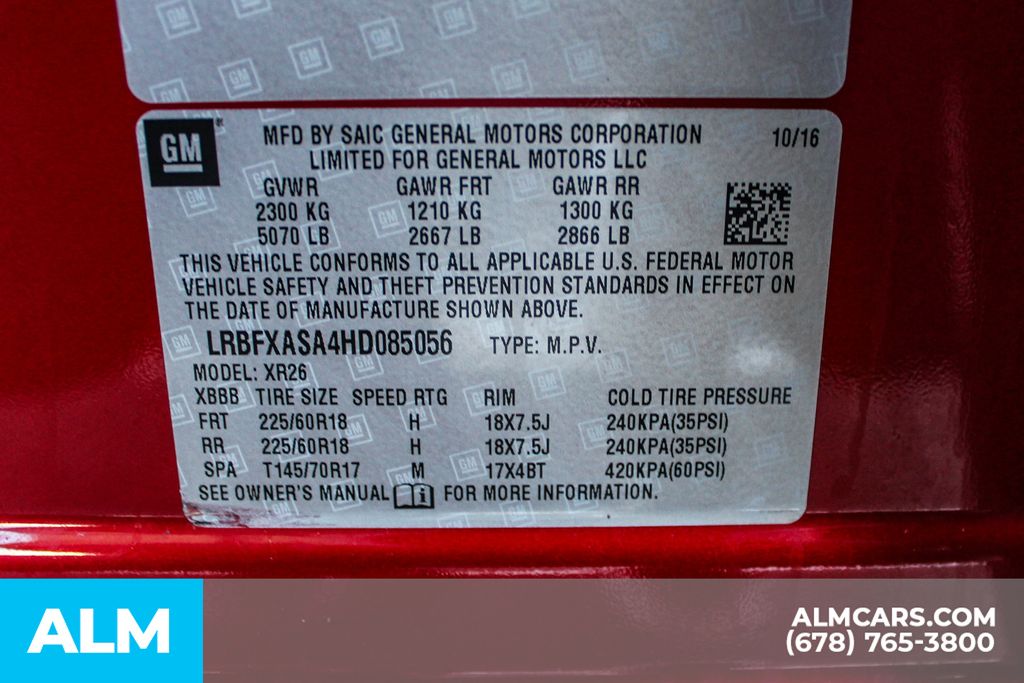 GM
MFD BY SAIC GENERAL MOTORS CORPORATION 10/16
LIMITED FOR GENERAL MOTORS LLC
GVWR GAWR FRT GAWR RR
2300 KG 1210 KG 1300 KG
5070 LB 2667 LB 2866 LB
THIS VEHICLE CONFORMS TO ALL APPLICABLE U.S. FEDERAL MOTOR
VEHICLE SAFETY AND THEFT PREVENTION STANDARDS IN EFFECT ON
THE DATE OF MANUFACTURE SHOWN ABOVE.
LRBFXASA4HD085056 TYPE: M.P.V.
MODEL: XR26
XBBB TIRE SIZE SPEED RTG RIM COLD TIRE PRESSURE
FRT 225/60R18 H 18X7.5J 240KPA(35PSI)
RR 225/60R18 H 18X7.5J 240KPA(35PSI)
SPA T145/70R17 M 17X4BT 420KPA(60PSI)
SEE OWNER'S MANUAL i FOR MORE INFORMATION.
ALM
ALMCARS.COM
(678) 765-3800